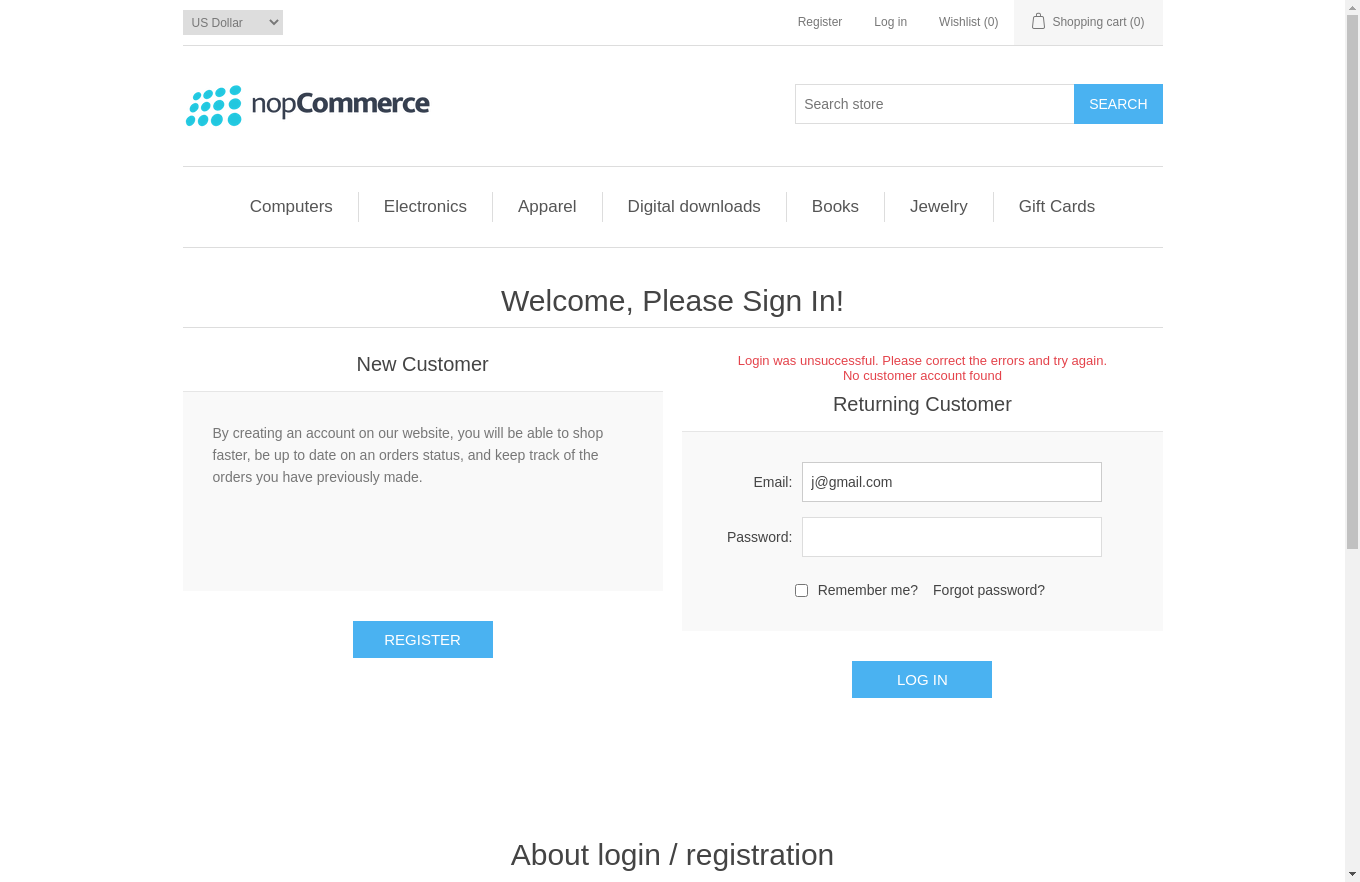 US Dollar
Register
Log in
Wishlist (0)
Shopping cart (0)
nopCommerce
Search store
SEARCH
Computers
Electronics
Apparel
Digital downloads
Books
Jewelry
Gift Cards
Welcome, Please Sign In!
New Customer
By creating an account on our website, you will be able to shop
faster, be up to date on an orders status, and keep track of the
orders you have previously made.
REGISTER
Login was unsuccessful. Please correct the errors and try again.
No customer account found
Returning Customer
Email:
j@gmail.com
Password:
Remember me?
Forgot password?
LOG IN
About login / registration